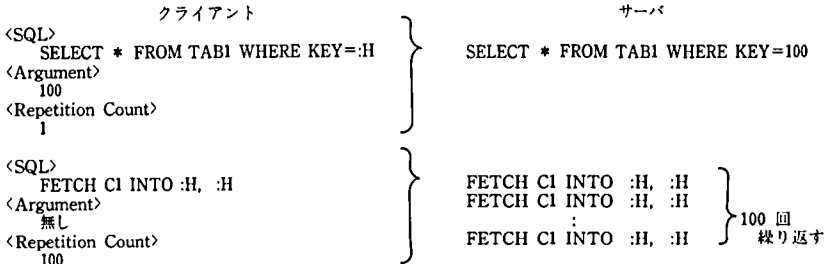 クライアント サーバ
<SQL>
SELECT * FROM TAB1 WHERE KEY=:H SELECT * FROM TAB1 WHERE KEY=100
<Argument>
100
<Repetition Count>
1
<SQL>
FETCH C1 INTO :H, :H FETCH C1 INTO :H, :H
<Argument> FETCH C1 INTO :H, :H
無し : 100 回
<Repetition Count> FETCH C1 INTO :H, :H 繰り返す
100